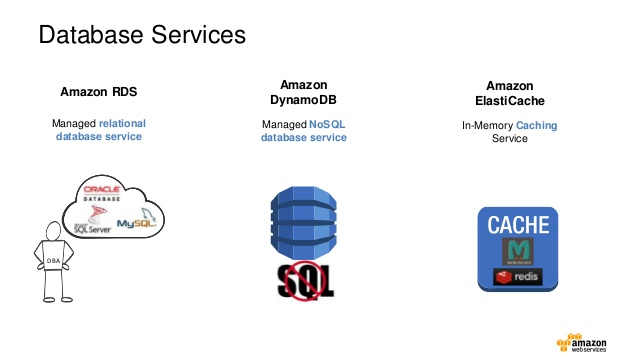 Database Services
Amazon RDS
Managed relational
database service
ORACLE
DATABASE
SQL Server
MySQL
DBA
Amazon
DynamoDB
Managed NoSQL
database service
SQL
Amazon
ElastiCache
In-Memory Caching
Service
CACHE
redis
amazon
web services